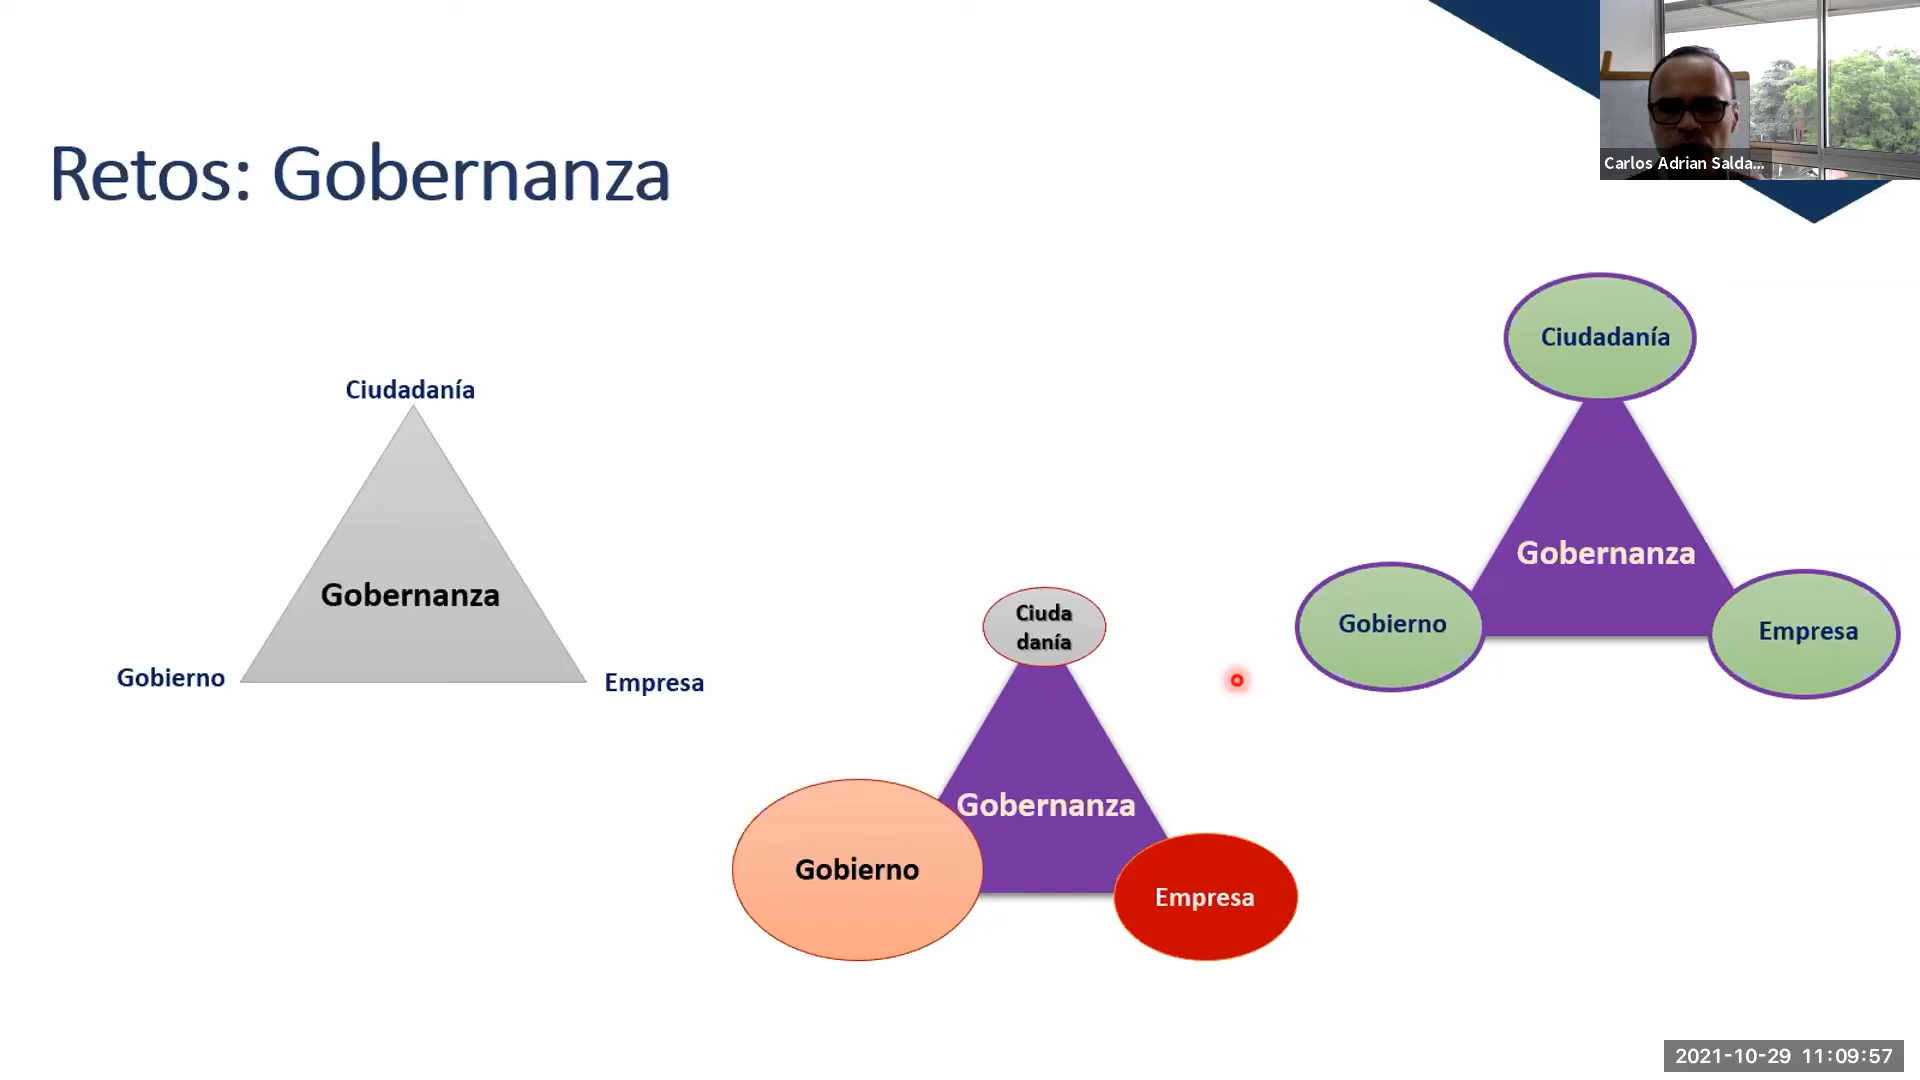 Carlos Adrian Salda...
Retos: Gobernanza
Ciudadanía
Gobernanza
Gobierno
Empresa
Ciuda
danía
Gobernanza
Gobierno
Empresa
Ciudadanía
Gobernanza
Gobierno
Empresa
2021-10-29 11:09:57